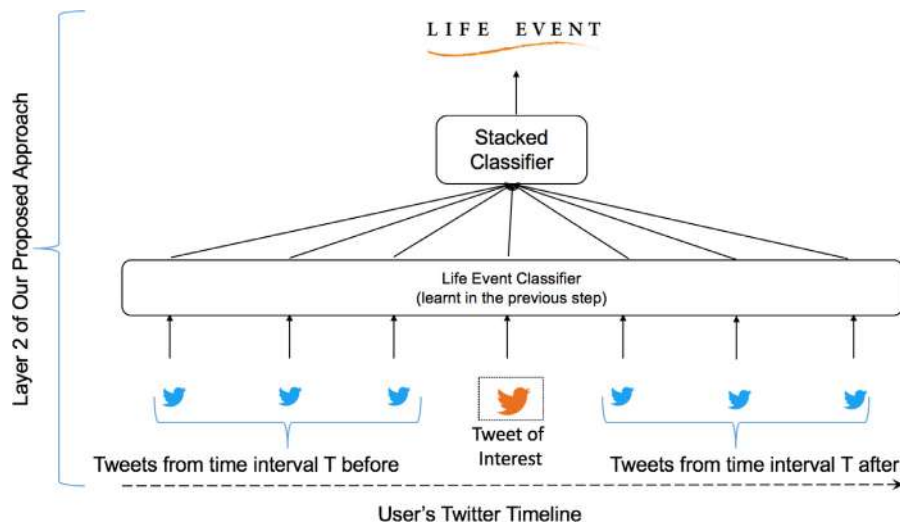 LIFE EVENT
Layer 2 of Our Proposed Approach
Stacked
Classifier
Life Event Classifier
(learnt in the previous step)
Tweet of
Interest
Tweets from time interval T before
Tweets from time interval T after
User's Twitter Timeline